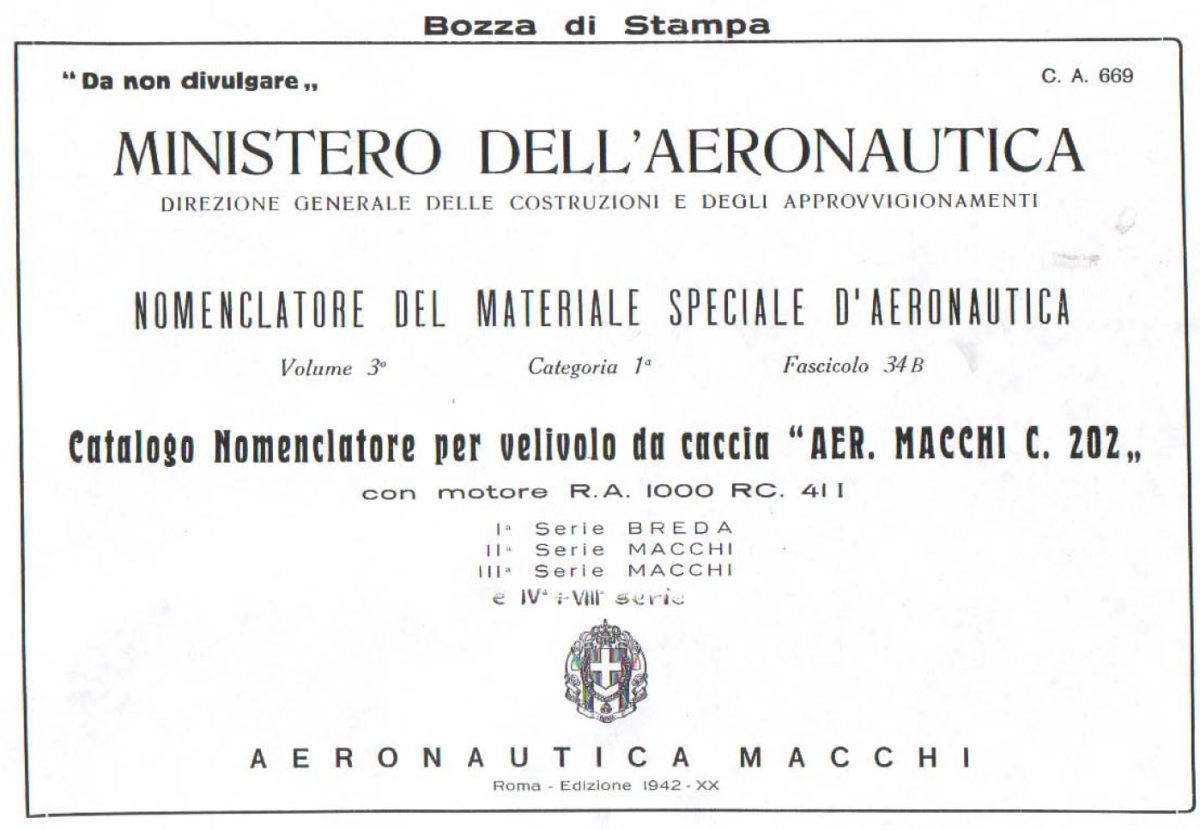 Bozza di Stampa
“Da non divulgare„
C. A. 669
MINISTERO DELL'AERONAUTICA
DIREZIONE GENERALE DELLE COSTRUZIONI E DEGLI APPROVVIGIONAMENTI
NOMENCLATORE DEL MATERIALE SPECIALE D'AERONAUTICA
Volume 3º Categoria 1ª Fascicolo 34 B
Catalogo Nomenclatore per velivolo da caccia “AER. MACCHI C. 202„
con motore R.A. 1000 RC. 41 I
Iª Serie BREDA
IIª Serie MACCHI
IIIª Serie MACCHI
e IVª ÷ VIIIª serie
AERONAUTICA MACCHI
Roma - Edizione 1942 - XX